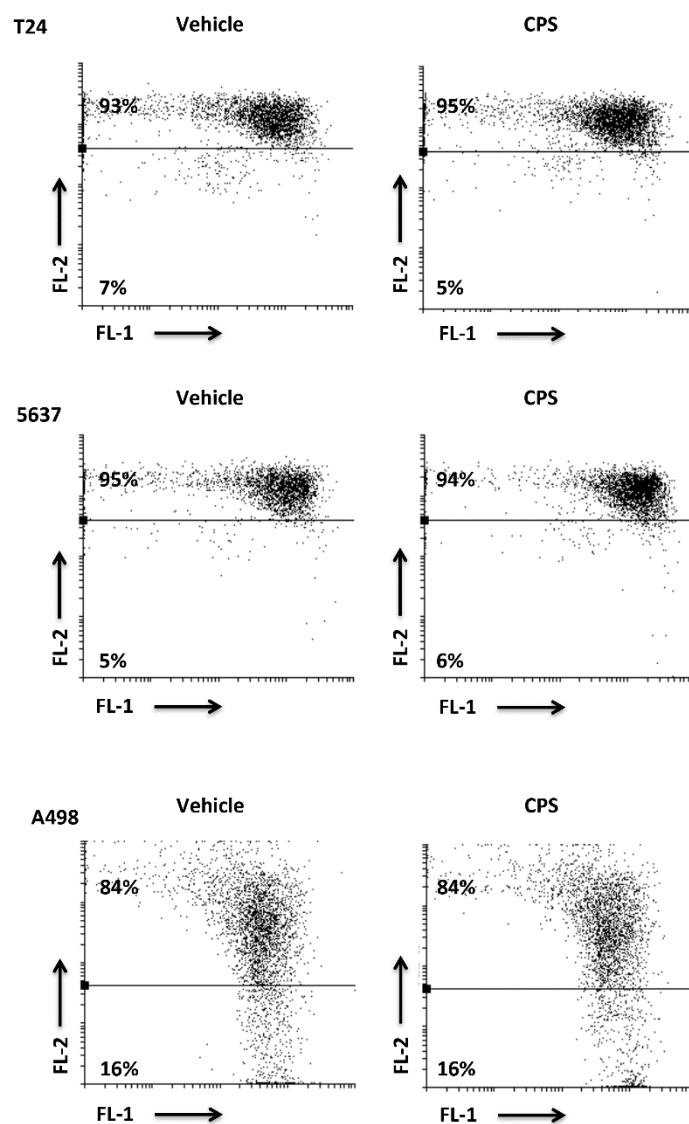 T24
Vehicle
CPS
93%
95%
FL-2
FL-2
7%
5%
FL-1
FL-1
5637
Vehicle
CPS
95%
94%
FL-2
FL-2
5%
6%
FL-1
FL-1
A498
Vehicle
CPS
84%
84%
FL-2
FL-2
16%
16%
FL-1
FL-1